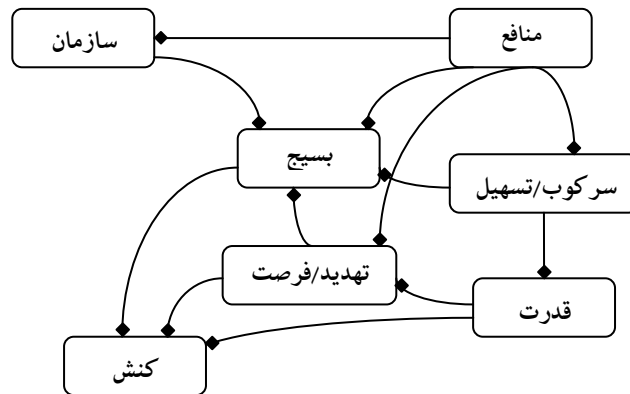 منافع
سازمان
بسیج
سرکوب/تسهیل
تهدید/فرصت
قدرت
کنش